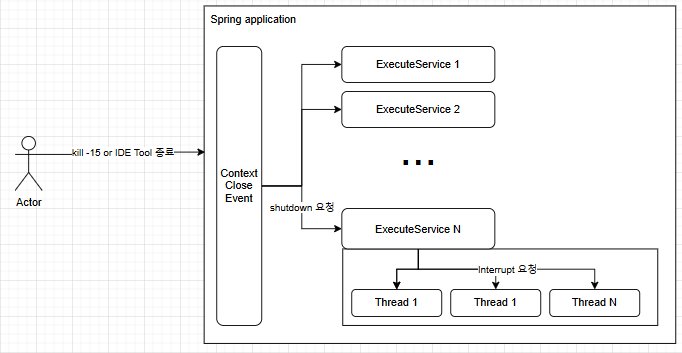 Spring application
ExecuteService 1
ExecuteService 2
kill -15 or IDE Tool 종료
...
Context
Close
Event
Actor
shutdown 요청
ExecuteService N
Interrupt 요청
Thread 1
Thread 1
Thread N